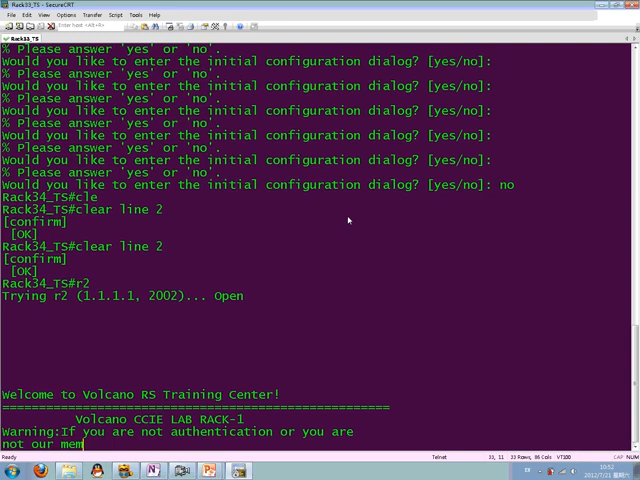 Rack33_TS - SecureCRT
File Edit View Options Transfer Script Tools Help
Enter host <Alt+R>
Rack33_TS
% Please answer 'yes' or 'no'.
Would you like to enter the initial configuration dialog? [yes/no]:
% Please answer 'yes' or 'no'.
Would you like to enter the initial configuration dialog? [yes/no]:
% Please answer 'yes' or 'no'.
Would you like to enter the initial configuration dialog? [yes/no]:
% Please answer 'yes' or 'no'.
Would you like to enter the initial configuration dialog? [yes/no]:
% Please answer 'yes' or 'no'.
Would you like to enter the initial configuration dialog? [yes/no]:
% Please answer 'yes' or 'no'.
Would you like to enter the initial configuration dialog? [yes/no]: no
Rack34_TS#cle
Rack34_TS#clear line 2
[confirm]
[OK]
Rack34_TS#clear line 2
[confirm]
[OK]
Rack34_TS#r2
Trying r2 (1.1.1.1, 2002)... Open
Welcome to Volcano RS Training Center!
==================================================
Volcano CCIE LAB RACK-1
Warning:If you are not authentication or you are
not our mem
Ready Telnet 33, 11 33 Rows, 86 Cols VT100 CAP NUM
10:52
2012/7/21 星期六